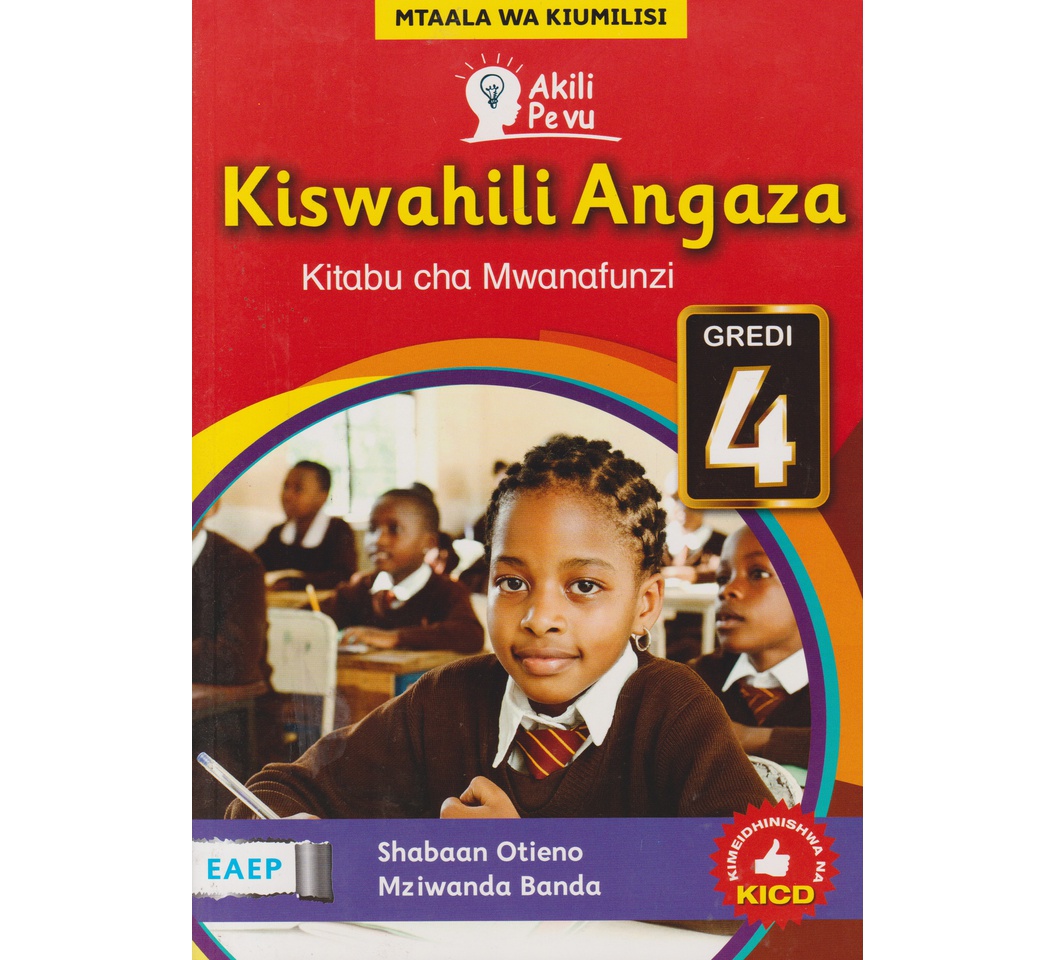 MTAALA WA KIUMILISI
Akili
Pevu
Kiswahili Angaza
Kitabu cha Mwanafunzi
GREDI
4
EAEP
Shabaan Otieno
Mziwanda Banda
KIMEIDHINISHWA NA
KICD